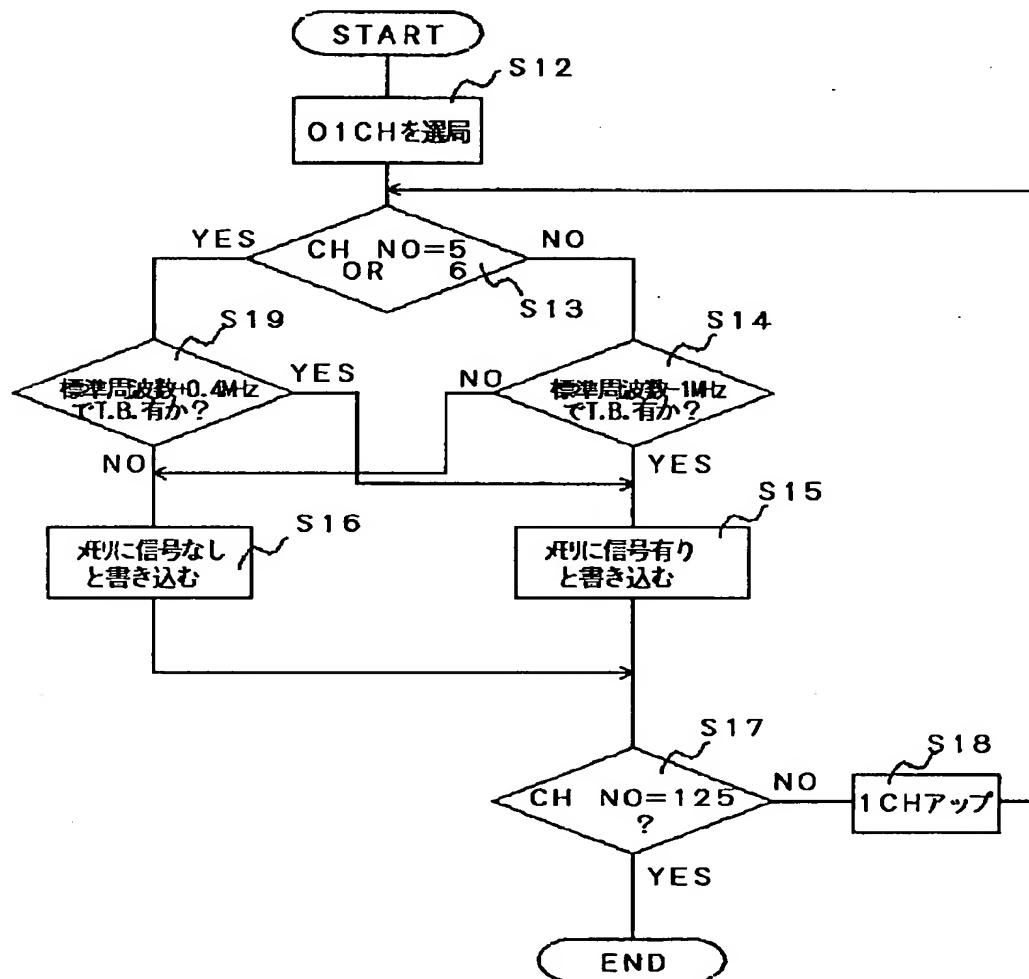 START
S12
01CHを選局
YES
CH NO=5
OR 6
NO
S13
S19
標準周波数+0.4MHz
でT.B.有か?
YES
NO
S14
標準周波数-1MHz
でT.B.有か?
NO
YES
S16
メモリに信号なし
と書き込む
S15
メモリに信号有り
と書き込む
S17
CH NO=125
?
NO
S18
1CHアップ
YES
END